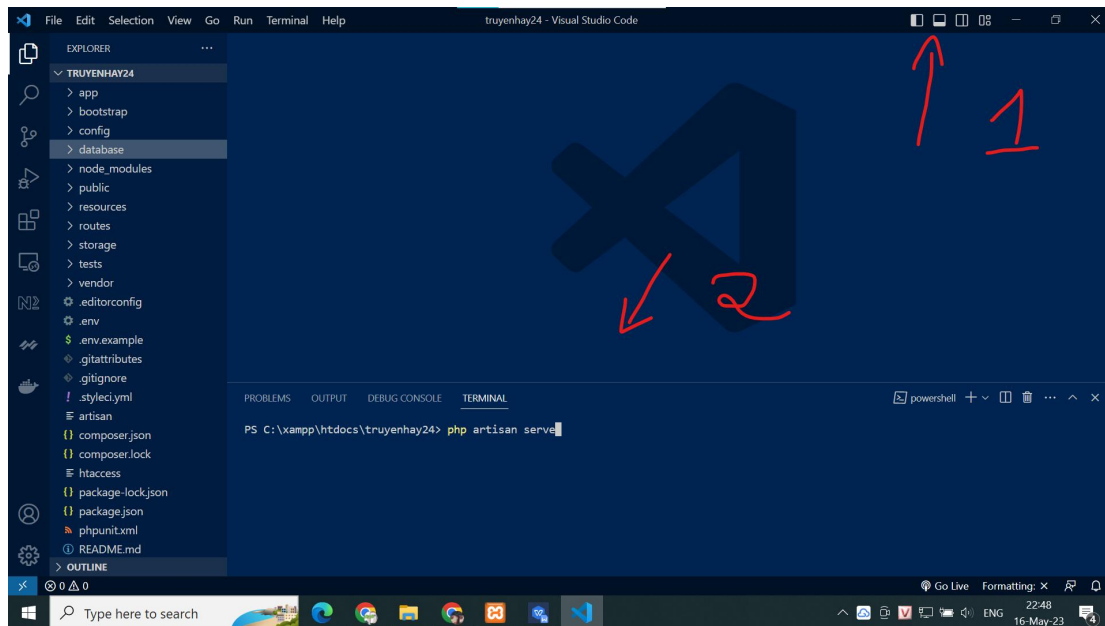 File Edit Selection View Go Run Terminal Help
truyenhay24 - Visual Studio Code
EXPLORER
TRUYENHAY24
app
bootstrap
config
database
node_modules
public
resources
routes
storage
tests
vendor
.editorconfig
.env
$ .env.example
.gitattributes
.gitignore
! .styleci.yml
artisan
{} composer.json
{} composer.lock
htaccess
{} package-lock.json
{} package.json
phpunit.xml
README.md
OUTLINE
1
2
PROBLEMS OUTPUT DEBUG CONSOLE TERMINAL
powershell
PS C:\xampp\htdocs\truyenhay24> php artisan serve
0 0
Go Live Formatting: ×
Type here to search
ENG
22:48
16-May-23
4